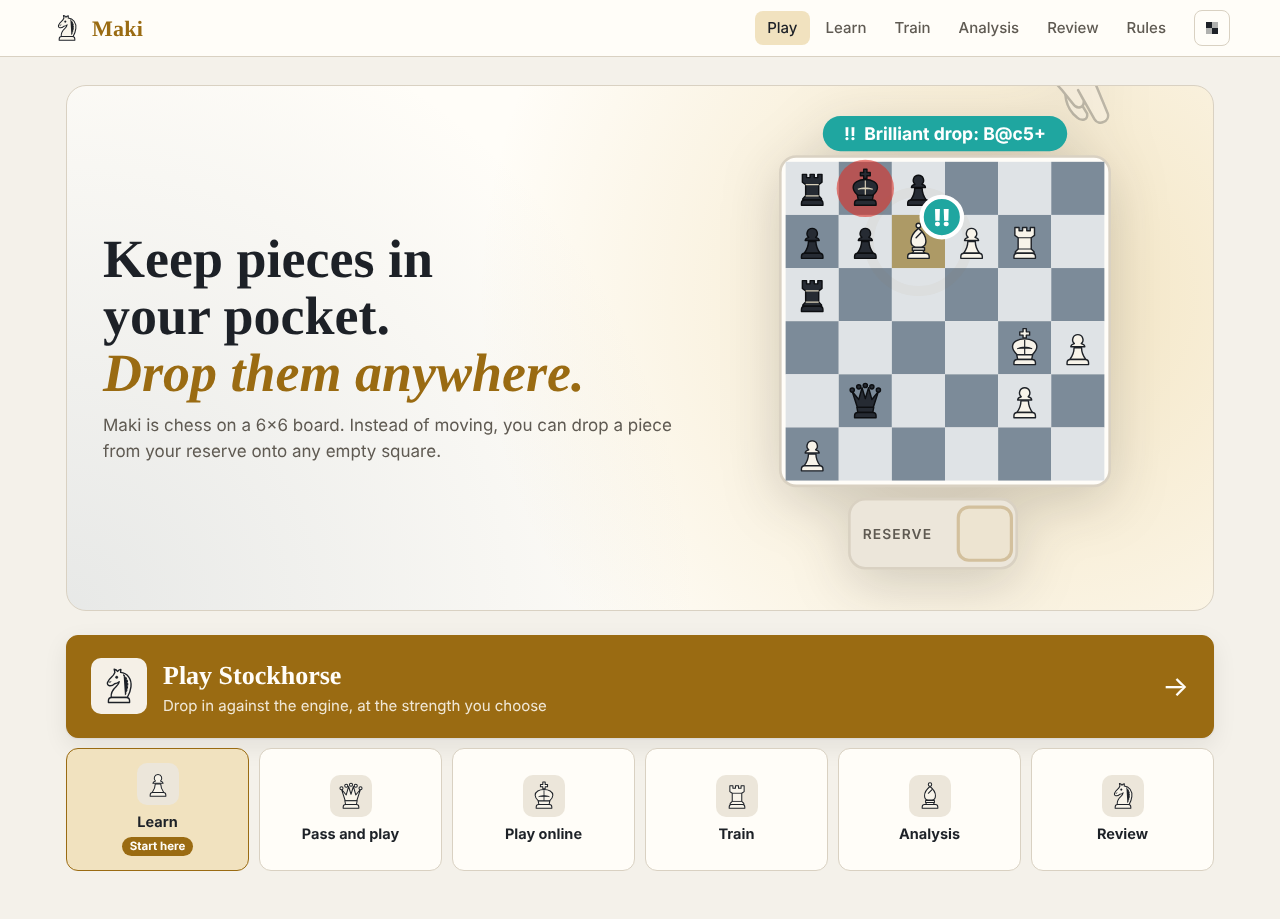 Maki
Play
Learn
Train
Analysis
Review
Rules
Keep pieces in
your pocket.
Drop them anywhere.
Maki is chess on a 6×6 board. Instead of moving, you can drop a piece
from your reserve onto any empty square.
!! Brilliant drop: B@c5+
!!
RESERVE
Play Stockhorse
Drop in against the engine, at the strength you choose
Learn
Start here
Pass and play
Play online
Train
Analysis
Review